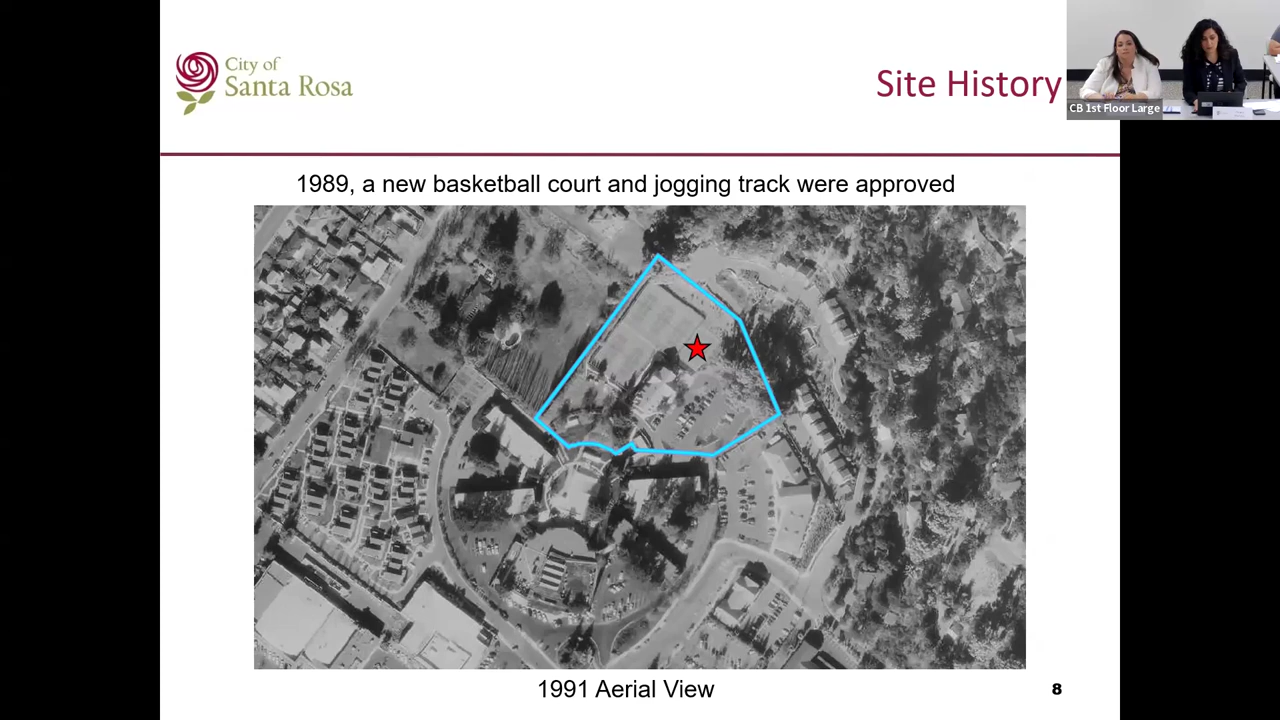 City of
Santa Rosa
Site History
CB 1st Floor Large
1989, a new basketball court and jogging track were approved
1991 Aerial View
8